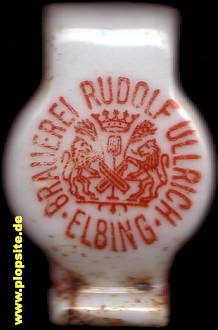 · BRAUEREI RUDOLF ULLRICH ·
ELBING
www.plopsite.de